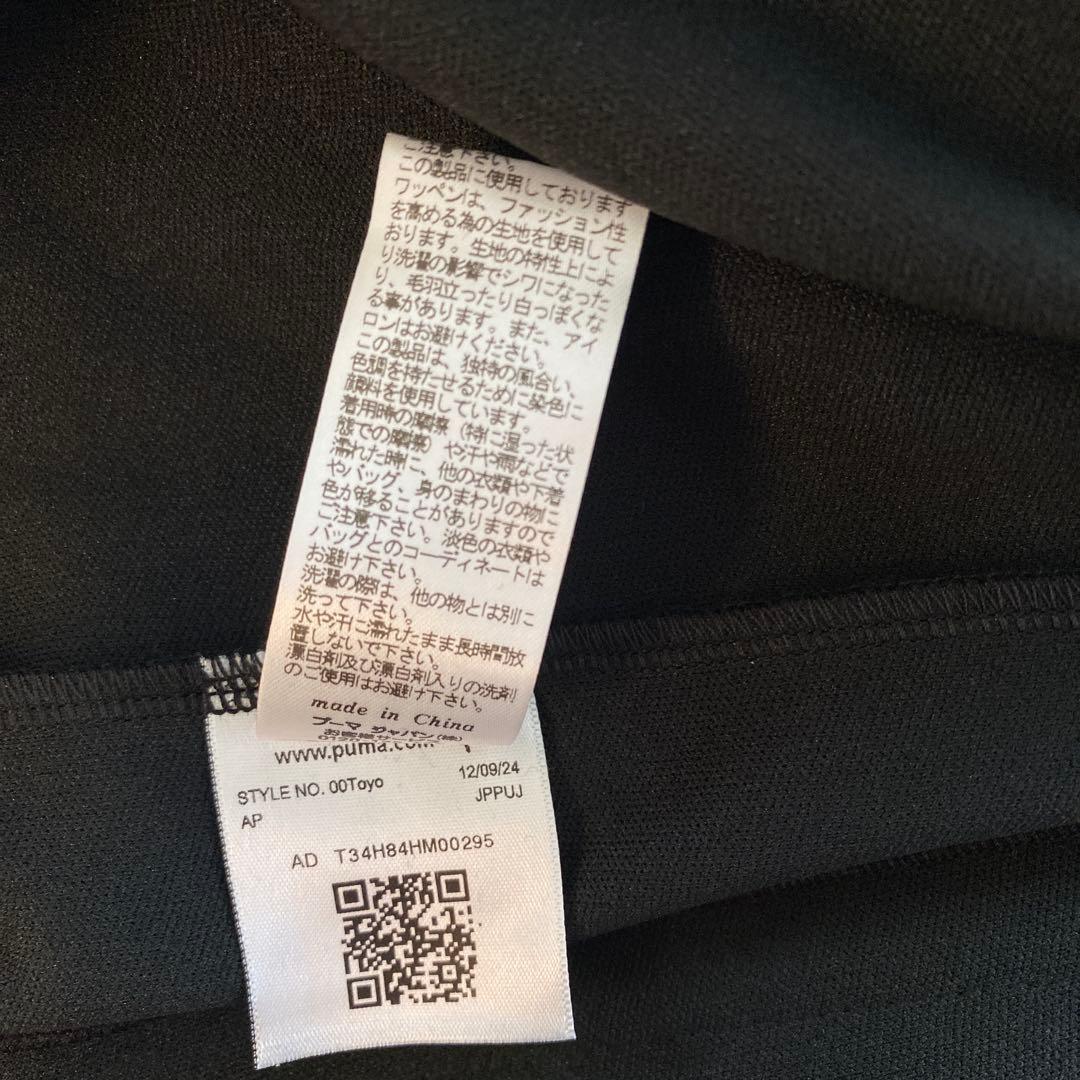 ご注意下さい。
この製品に使用しております
ワッペンは、ファッション性
を高める為の生地を使用して
おります。生地の特性上によ
り洗濯の影響でシワになった
り、毛羽立ったり白っぽくな
る事があります。また、アイ
ロンはお避けください。
この製品は、独特の風合い、
色調を持たせるために染色に
顔料を使用しています。
着用時の摩擦（特に湿った状
態での摩擦）や汗や雨などで
濡れた時に、他の衣類や下着
やバッグ、身のまわりの物に
色が移ることがありますので
ご注意下さい。淡色の衣類や
バッグとのコーディネートは
お避け下さい。
洗濯の際は、他の物とは別に
洗って下さい。
水や汗に濡れたまま長時間放
置しないで下さい。
漂白剤及び漂白剤入りの洗剤
のご使用はお避け下さい。
made in China
プーマ ジャパン(株)
www.puma.com
STYLE NO. 00Toyo 12/09/24
AP JPPUJ
AD T34H84HM00295